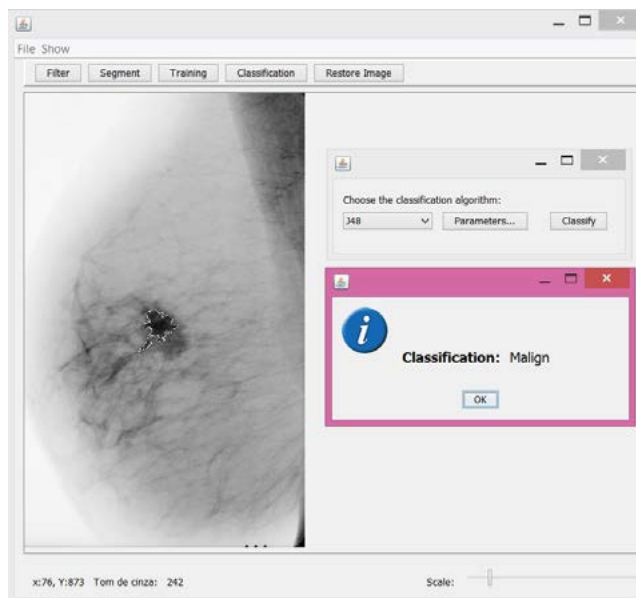 File Show
Filter Segment Training Classification Restore Image
Choose the classification algorithm:
J48 Parameters... Classify
Classification: Malign
OK
x:76, Y:873 Tom de cinza: 242 Scale: